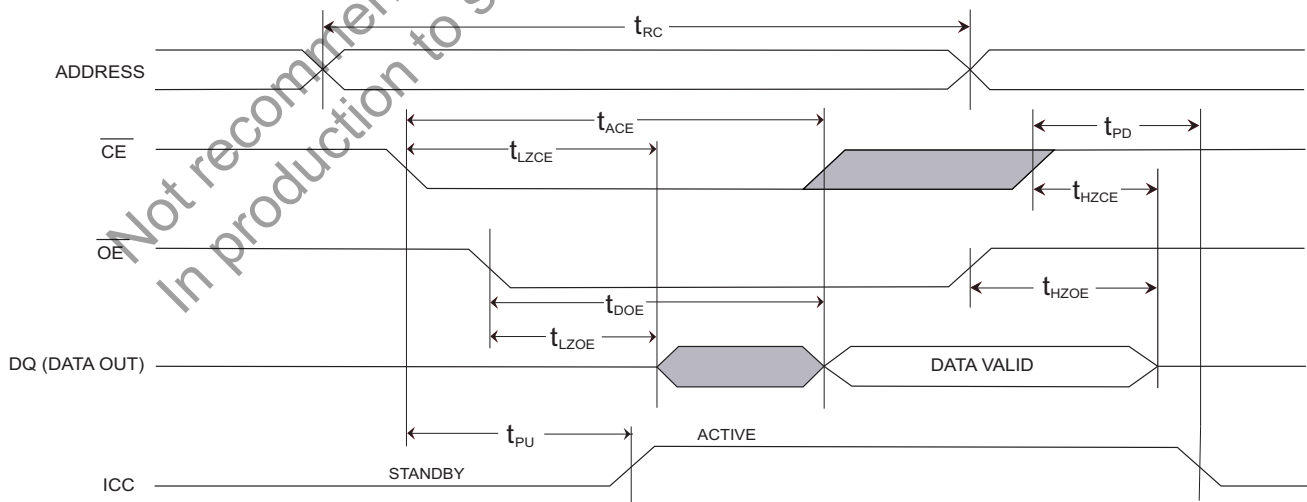 Not recommen
In production to s
tRC
ADDRESS
tACE
tPD
CE
tLZCE
tHZCE
OE
tHZOE
tDOE
tLZOE
DQ (DATA OUT)
DATA VALID
tPU
ACTIVE
STANDBY
ICC